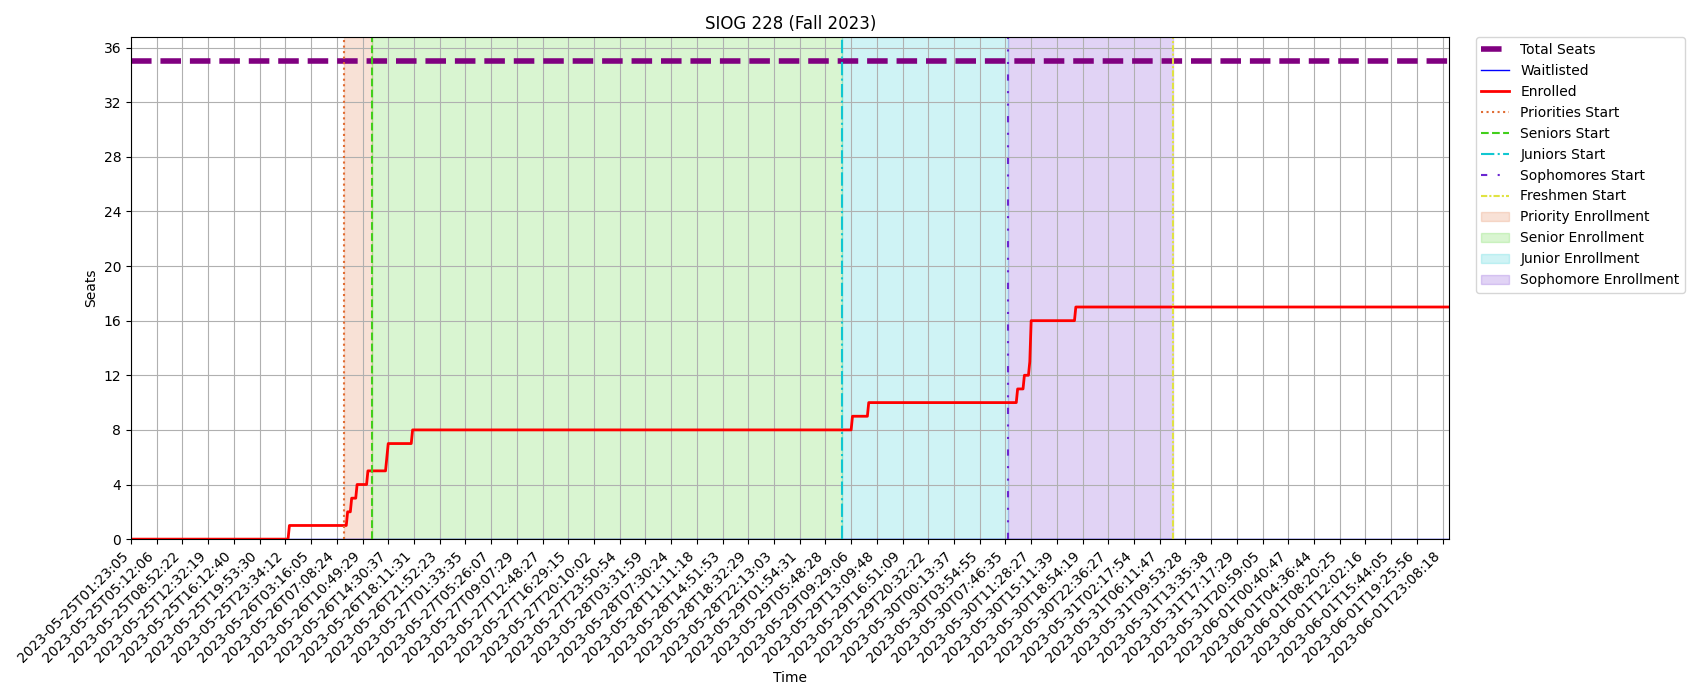 SIOG 228 (Fall 2023)
36
32
28
24
20
16
12
8
4
0
Seats
2023-05-25T01:23:05
2023-05-25T05:12:06
2023-05-25T08:52:22
2023-05-25T12:32:19
2023-05-25T16:12:40
2023-05-25T19:53:30
2023-05-25T23:34:12
2023-05-26T03:16:05
2023-05-26T07:08:24
2023-05-26T10:49:29
2023-05-26T14:30:37
2023-05-26T18:11:31
2023-05-26T21:52:23
2023-05-27T01:33:35
2023-05-27T05:26:07
2023-05-27T09:07:29
2023-05-27T12:48:27
2023-05-27T16:29:15
2023-05-27T20:10:02
2023-05-27T23:50:54
2023-05-28T03:31:59
2023-05-28T07:30:24
2023-05-28T11:11:18
2023-05-28T14:51:53
2023-05-28T18:32:29
2023-05-28T22:13:03
2023-05-29T01:54:31
2023-05-29T05:48:28
2023-05-29T09:29:06
2023-05-29T13:09:48
2023-05-29T16:51:09
2023-05-29T20:32:22
2023-05-30T00:13:37
2023-05-30T03:54:55
2023-05-30T07:46:35
2023-05-30T11:28:27
2023-05-30T15:11:39
2023-05-30T18:54:19
2023-05-30T22:36:27
2023-05-31T02:17:54
2023-05-31T06:11:47
2023-05-31T09:53:28
2023-05-31T13:35:38
2023-05-31T17:17:29
2023-05-31T20:59:05
2023-06-01T00:40:47
2023-06-01T04:36:44
2023-06-01T08:20:25
2023-06-01T12:02:16
2023-06-01T15:44:05
2023-06-01T19:25:56
2023-06-01T23:08:18
Time
Total Seats
Waitlisted
Enrolled
Priorities Start
Seniors Start
Juniors Start
Sophomores Start
Freshmen Start
Priority Enrollment
Senior Enrollment
Junior Enrollment
Sophomore Enrollment